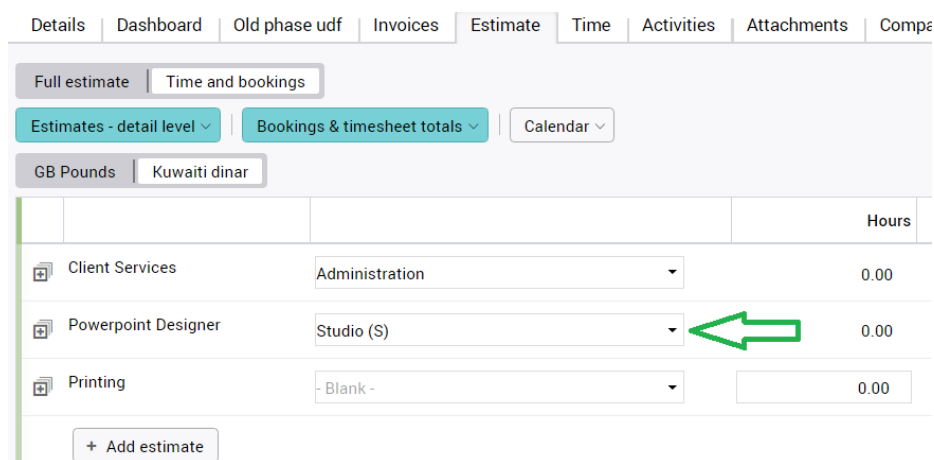 Details Dashboard Old phase udf Invoices Estimate Time Activities Attachments
Full estimate Time and bookings
Estimates - detail level Bookings & timesheet totals Calendar
GB Pounds Kuwaiti dinar
Hours
Client Services Administration 0.00
Powerpoint Designer Studio (S) 0.00
Printing - Blank - 0.00
+ Add estimate